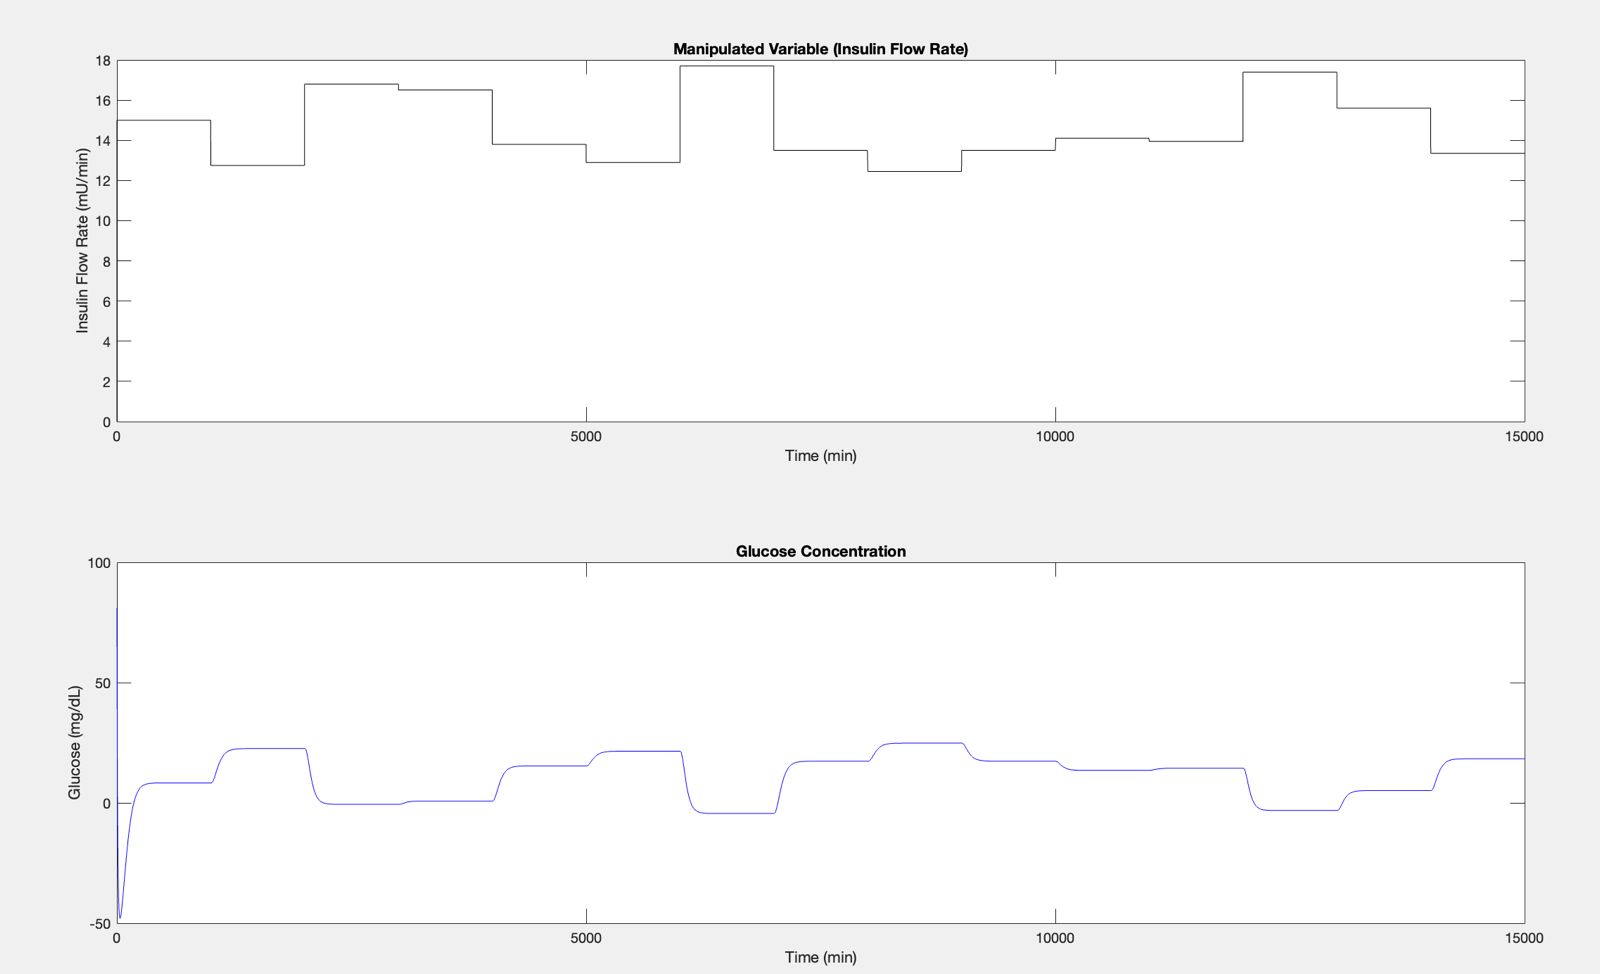 Manipulated Variable (Insulin Flow Rate)
18
16
14
12
10
8
6
4
2
0
Insulin Flow Rate (mU/min)
0 5000 10000 15000
Time (min)
Glucose Concentration
100
50
0
-50
Glucose (mg/dL)
0 5000 10000 15000
Time (min)